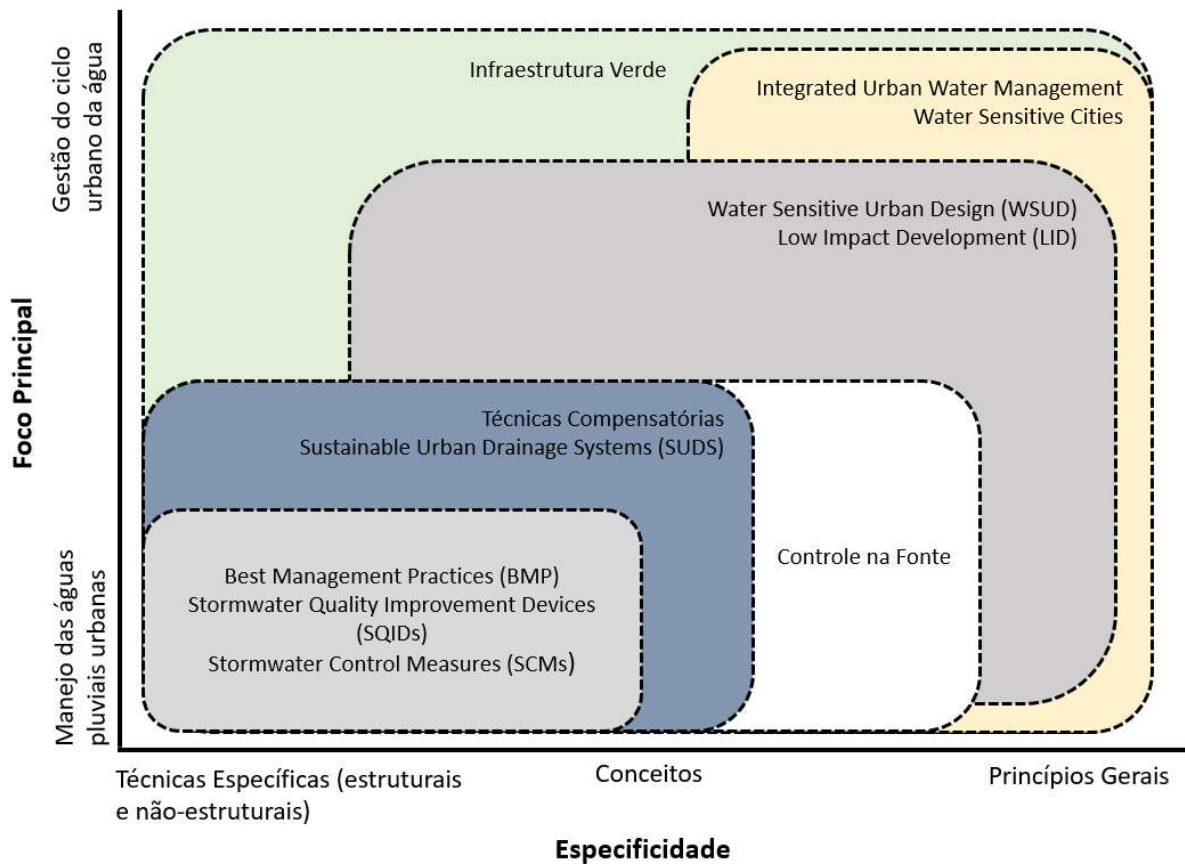 Gestão do ciclo
urbano da água
Infraestrutura Verde
Integrated Urban Water Management
Water Sensitive Cities
Water Sensitive Urban Design (WSUD)
Low Impact Development (LID)
Foco Principal
Técnicas Compensatórias
Sustainable Urban Drainage Systems (SUDS)
Controle na Fonte
Best Management Practices (BMP)
Stormwater Quality Improvement Devices
(SQIDs)
Stormwater Control Measures (SCMs)
Manejo das águas
pluviais urbanas
Técnicas Específicas (estruturais
e não-estruturais)
Conceitos
Princípios Gerais
Especificidade